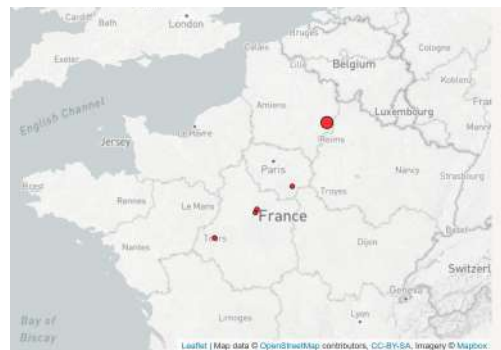 Cardiff
Bath
London
Bruges
Cologne
Exeter
Calais
Lille
Belgium
Koblenz
Amiens
English Channel
Luxembourg
Le Havre
Reims
Jersey
Paris
Nancy
Strasbourg
Brest
Rennes
Le Mans
Troyes
France
Nantes
Tours
Dijon
Basel
Switzerl
Geneva
Bay of
Biscay
Limoges
Lyon
Leaflet | Map data © OpenStreetMap contributors, CC-BY-SA, Imagery © Mapbox